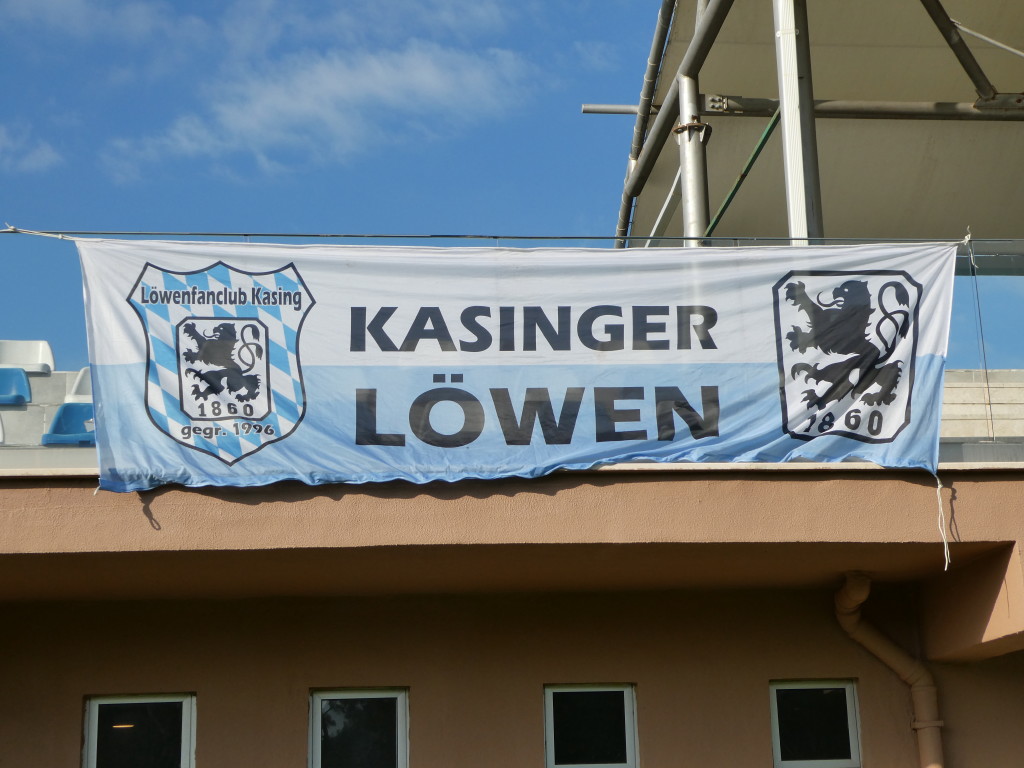 Löwenfanclub Kasing
1860
gegr. 1996
KASINGER
LÖWEN
1860